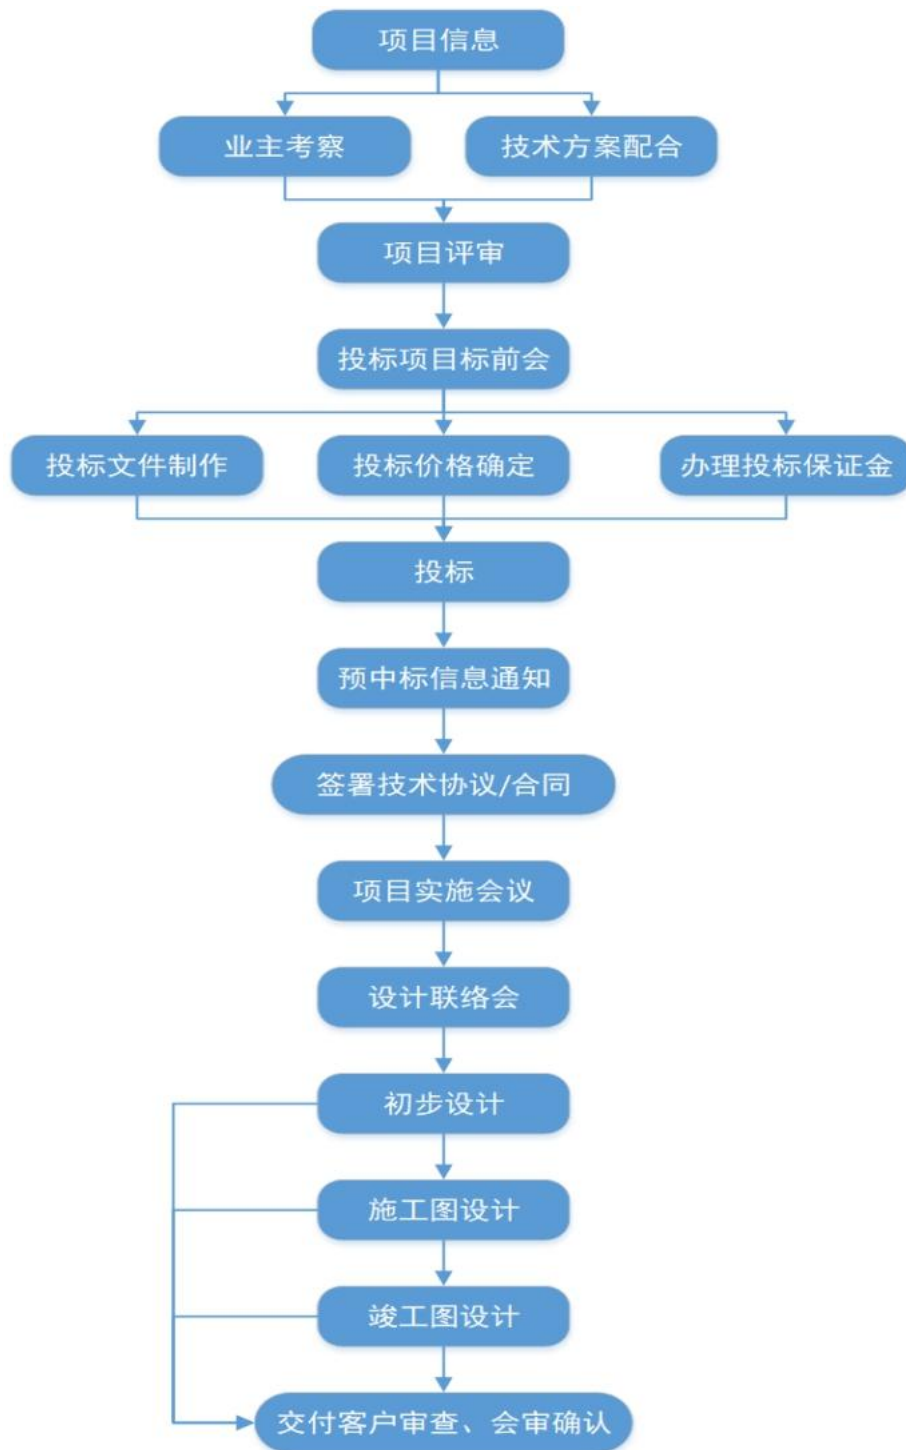 项目信息
业主考察
技术方案配合
项目评审
投标项目标前会
投标文件制作
投标价格确定
办理投标保证金
投标
预中标信息通知
签署技术协议/合同
项目实施会议
设计联络会
初步设计
施工图设计
竣工图设计
交付客户审查、会审确认